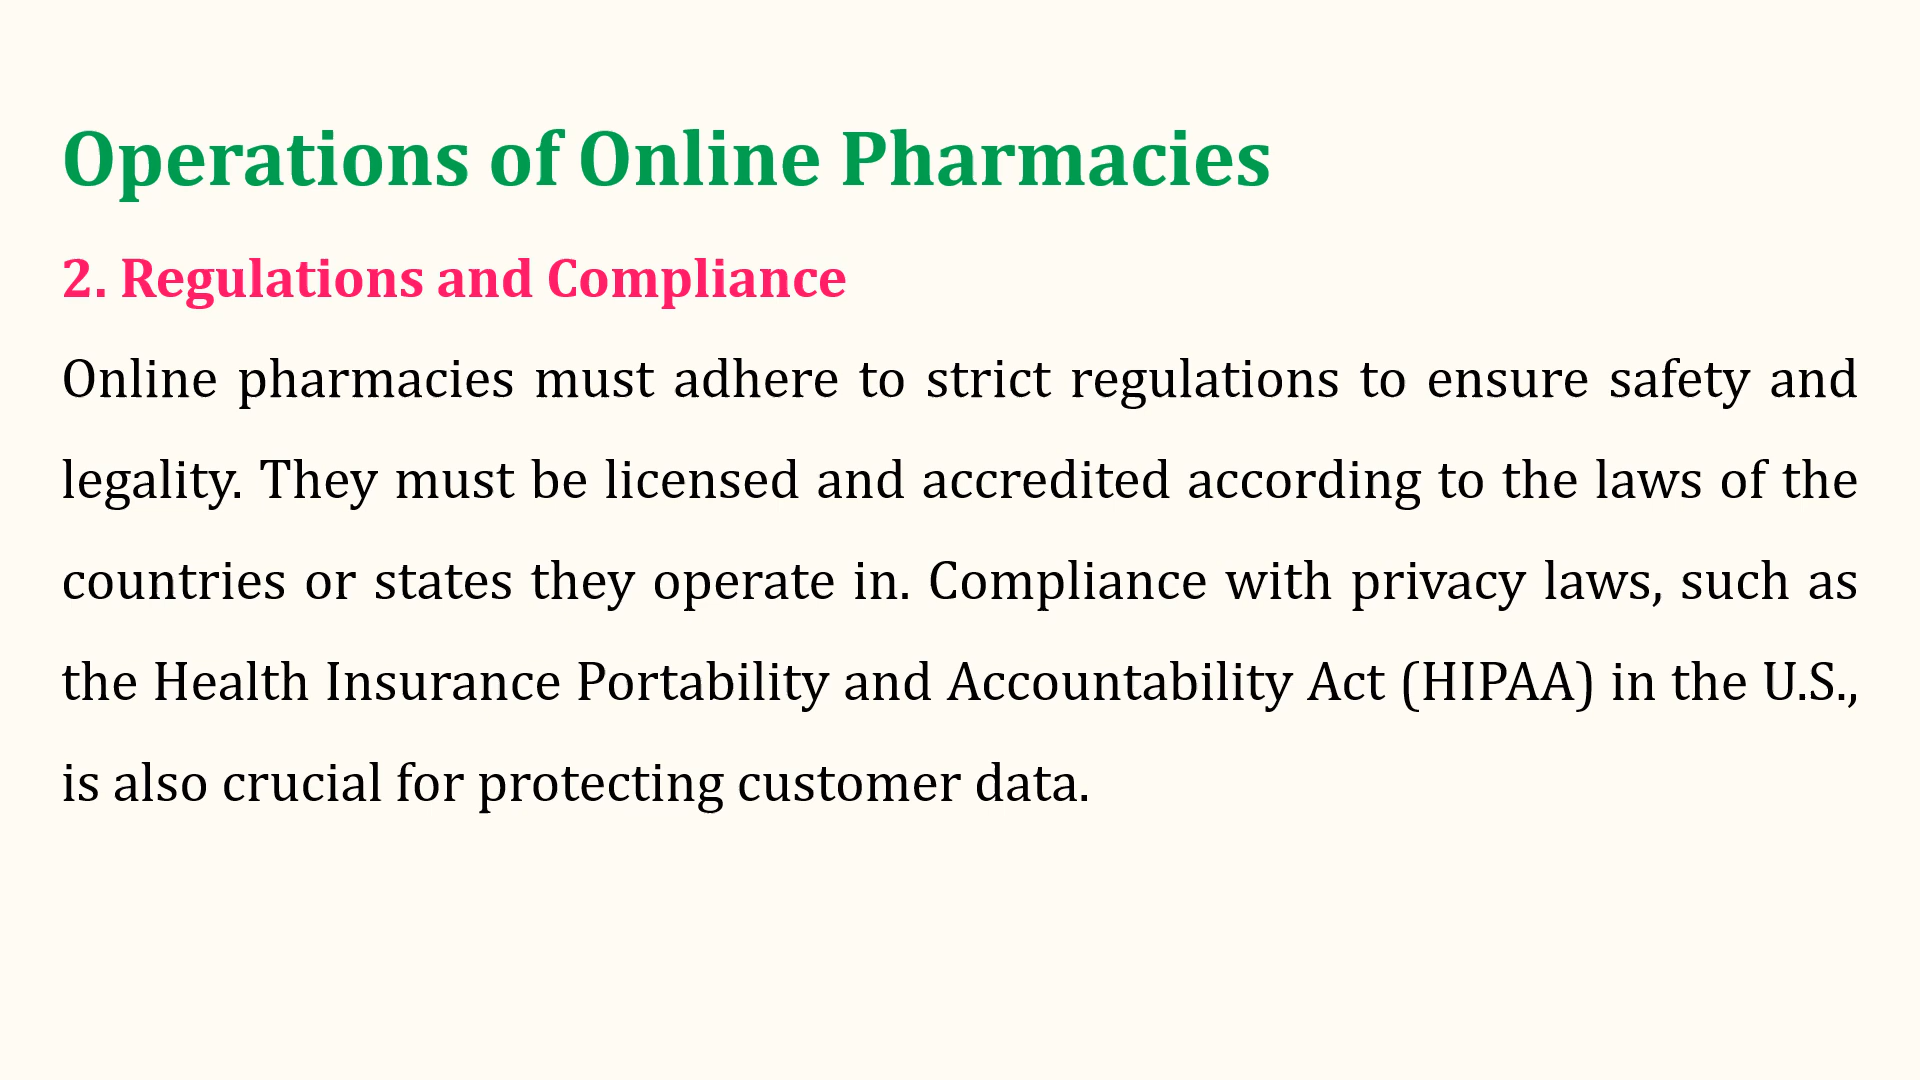 Operations of Online Pharmacies
2. Regulations and Compliance
Online pharmacies must adhere to strict regulations to ensure safety and
legality. They must be licensed and accredited according to the laws of the
countries or states they operate in. Compliance with privacy laws, such as
the Health Insurance Portability and Accountability Act (HIPAA) in the U.S.,
is also crucial for protecting customer data.